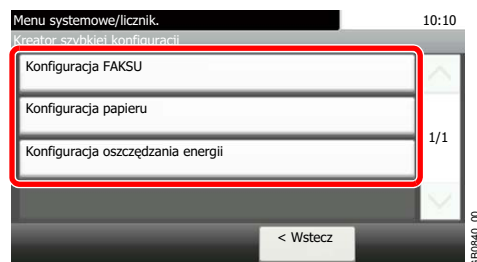 Menu systemowe/licznik. 10:10
Kreator szybkiej konfiguracji
Konfiguracja FAKSU
Konfiguracja papieru
1/1
Konfiguracja oszczędzania energii
< Wstecz